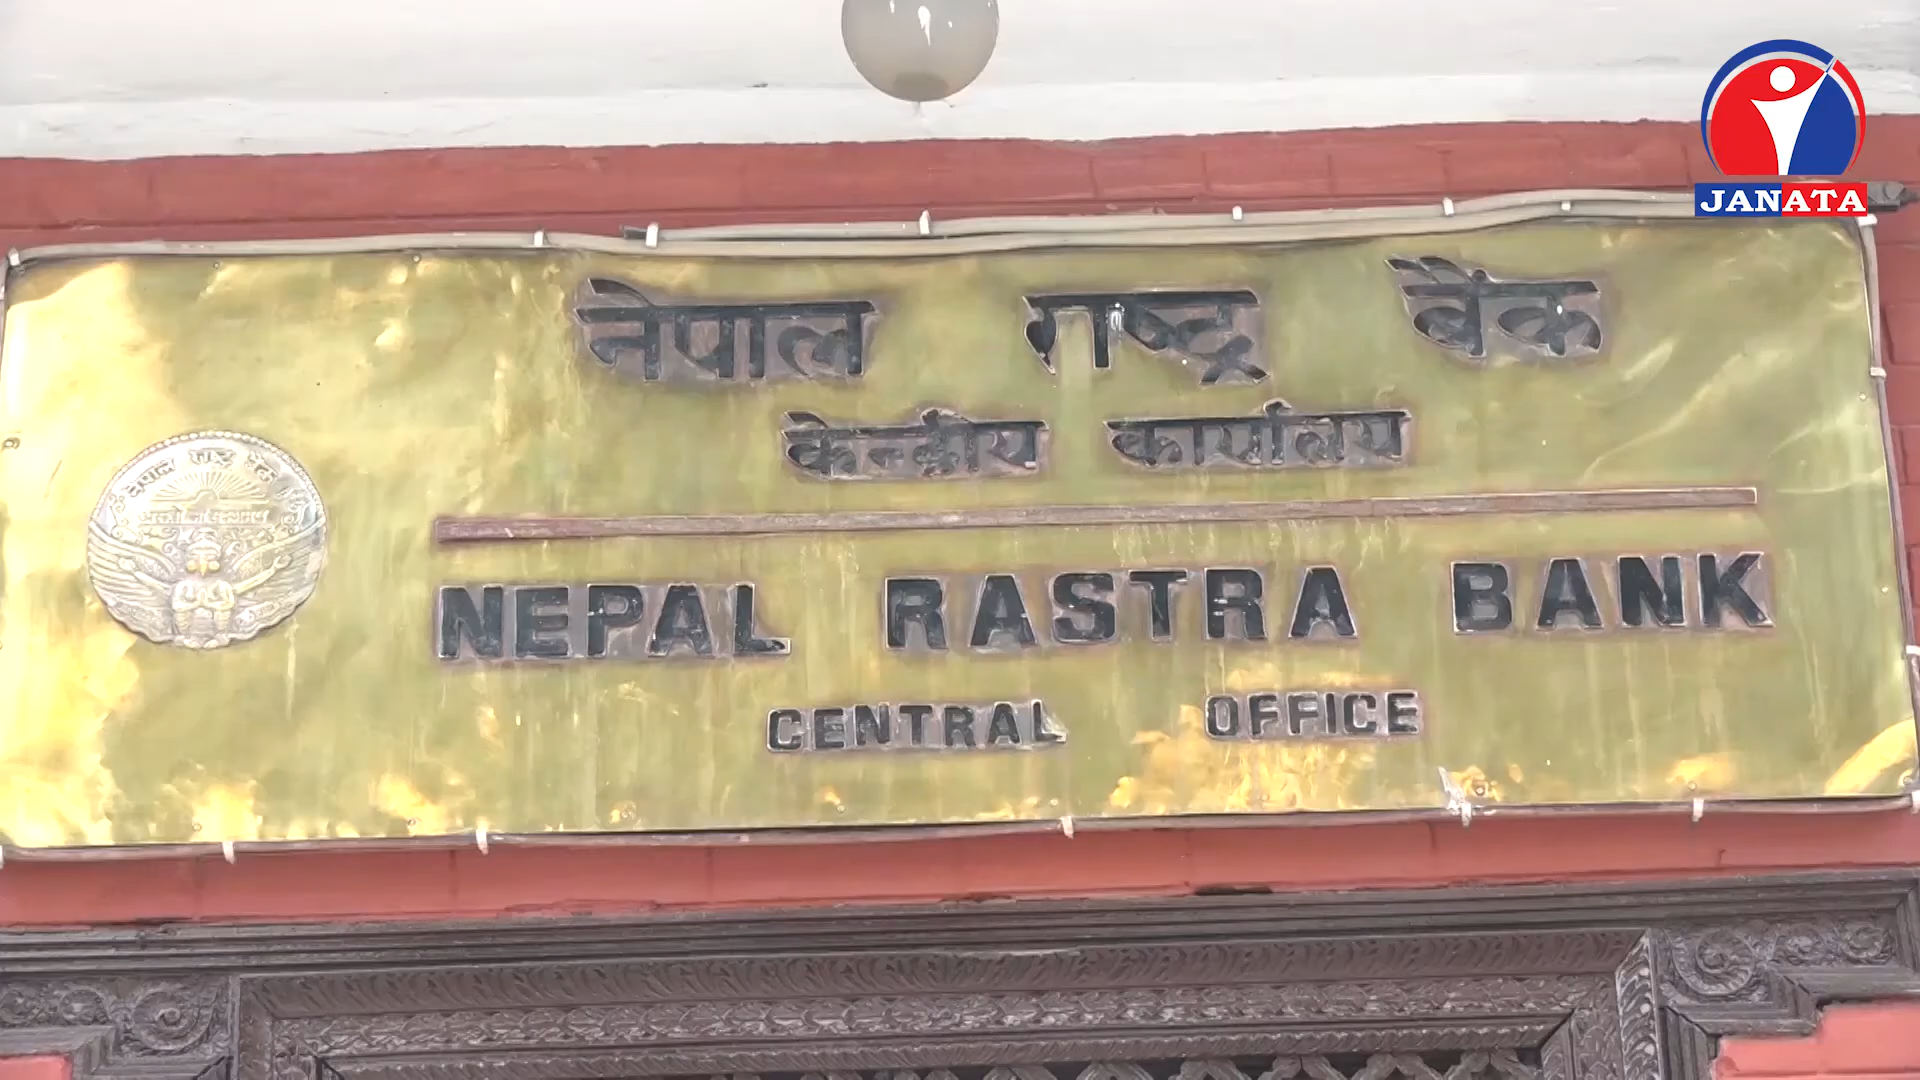 JANATA
नेपाल राष्ट्र बैंक
केन्द्रीय कार्यालय
नेपाल राष्ट्र बैंक
NEPAL RASTRA BANK
CENTRAL OFFICE